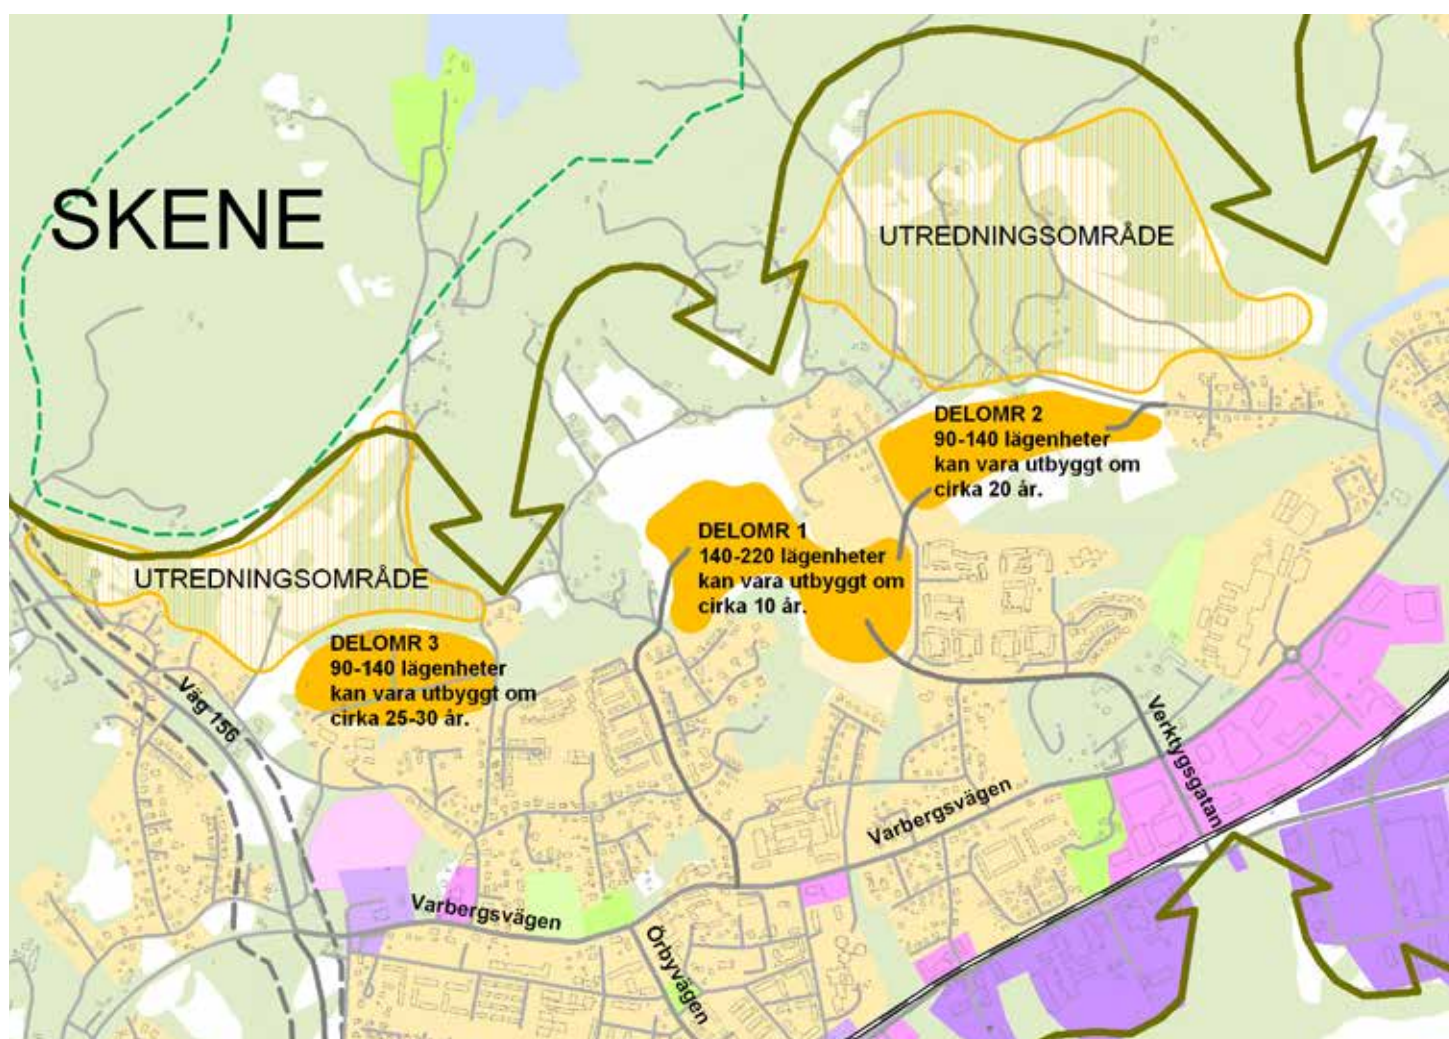 SKENE
UTREDNINGSOMRÅDE
DELOMR 2
90-140 lägenheter
kan vara utbyggt om
cirka 20 år.
DELOMR 1
140-220 lägenheter
kan vara utbyggt om
cirka 10 år.
UTREDNINGSOMRÅDE
DELOMR 3
90-140 lägenheter
kan vara utbyggt om
cirka 25-30 år.
Väg 156
Verktygsgatan
Varbergsvägen
Varbergsvägen
Örbyvägen